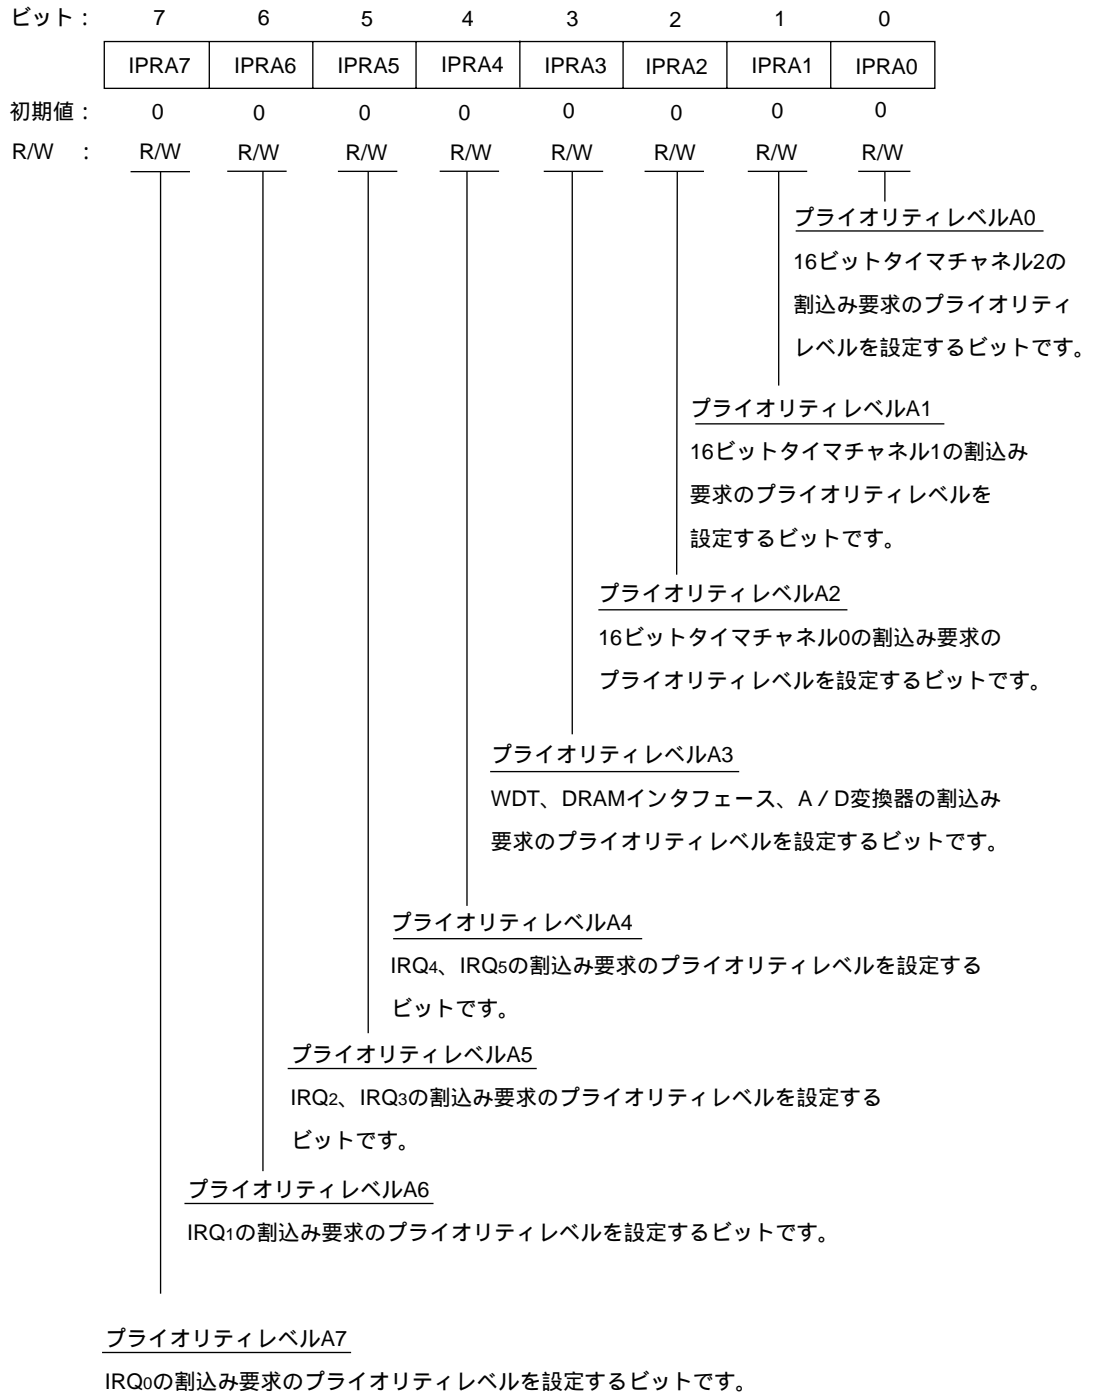 ビット： 7 6 5 4 3 2 1 0
IPRA7 IPRA6 IPRA5 IPRA4 IPRA3 IPRA2 IPRA1 IPRA0
初期値： 0 0 0 0 0 0 0 0
R/W ： R/W R/W R/W R/W R/W R/W R/W R/W
プライオリティレベルA0
16ビットタイマチャネル2の
割込み要求のプライオリティ
レベルを設定するビットです。
プライオリティレベルA1
16ビットタイマチャネル1の割込み
要求のプライオリティレベルを
設定するビットです。
プライオリティレベルA2
16ビットタイマチャネル0の割込み要求の
プライオリティレベルを設定するビットです。
プライオリティレベルA3
WDT、DRAMインタフェース、A／D変換器の割込み
要求のプライオリティレベルを設定するビットです。
プライオリティレベルA4
IRQ4、IRQ5の割込み要求のプライオリティレベルを設定する
ビットです。
プライオリティレベルA5
IRQ2、IRQ3の割込み要求のプライオリティレベルを設定する
ビットです。
プライオリティレベルA6
IRQ1の割込み要求のプライオリティレベルを設定するビットです。
プライオリティレベルA7
IRQ0の割込み要求のプライオリティレベルを設定するビットです。